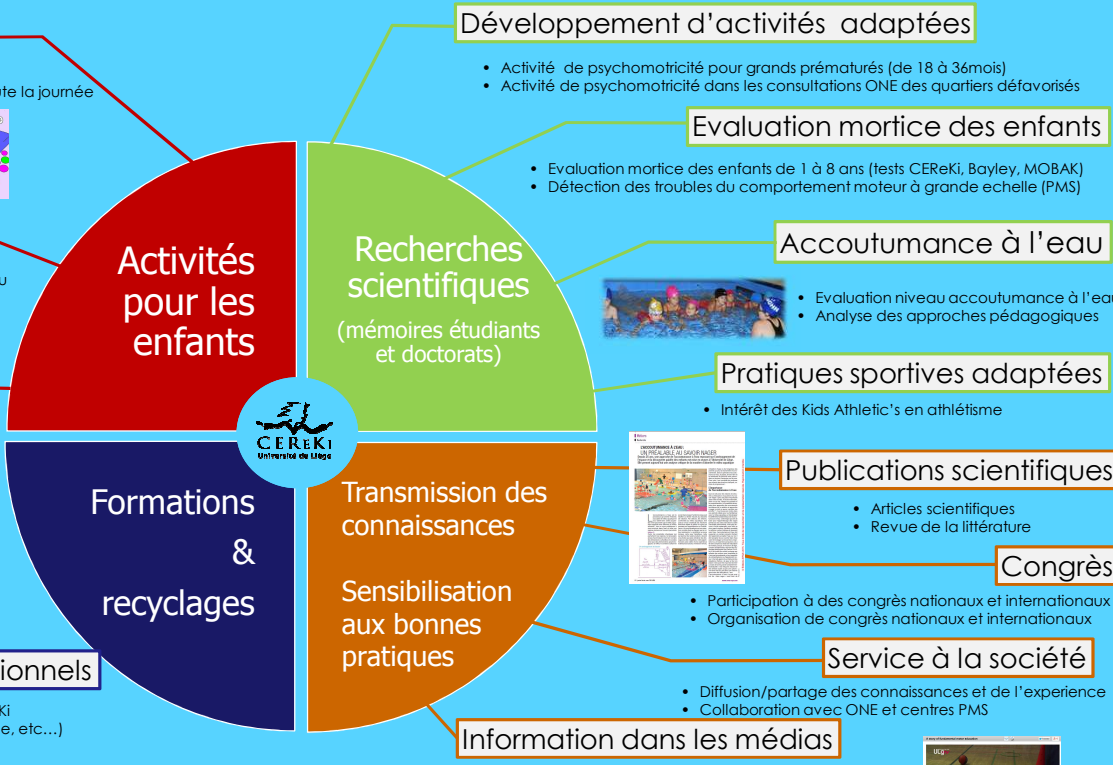 Développement d’activités adaptées
• Activité de psychomotricité pour grands prématurés (de 18 à 36mois)
• Activité de psychomotricité dans les consultations ONE des quartiers défavorisés
te la journée
Evaluation mortice des enfants
• Evaluation mortice des enfants de 1 à 8 ans (tests CEReKi, Bayley, MOBAK)
• Détection des troubles du comportement moteur à grande echelle (PMS)
Activités
pour les
enfants
Recherches
scientifiques
(mémoires étudiants
et doctorats)
Accoutumance à l’eau
• Evaluation niveau accoutumance à l’eau
• Analyse des approches pédagogiques
u
Pratiques sportives adaptées
• Intérêt des Kids Athletic’s en athlétisme
CEREKI
Université de Liège
Formations
&
recyclages
Transmission des
connaissances
Sensibilisation
aux bonnes
pratiques
L'ACCOUTUMANCE À L'EAU :
UN PRÉALABLE AU SAVOIR NAGER
Publications scientifiques
• Articles scientifiques
• Revue de la littérature
Congrès
• Participation à des congrès nationaux et internationaux
• Organisation de congrès nationaux et internationaux
Service à la société
• Diffusion/partage des connaissances et de l’experience
• Collaboration avec ONE et centres PMS
ionnels
Ki
e, etc…)
Information dans les médias
UCL